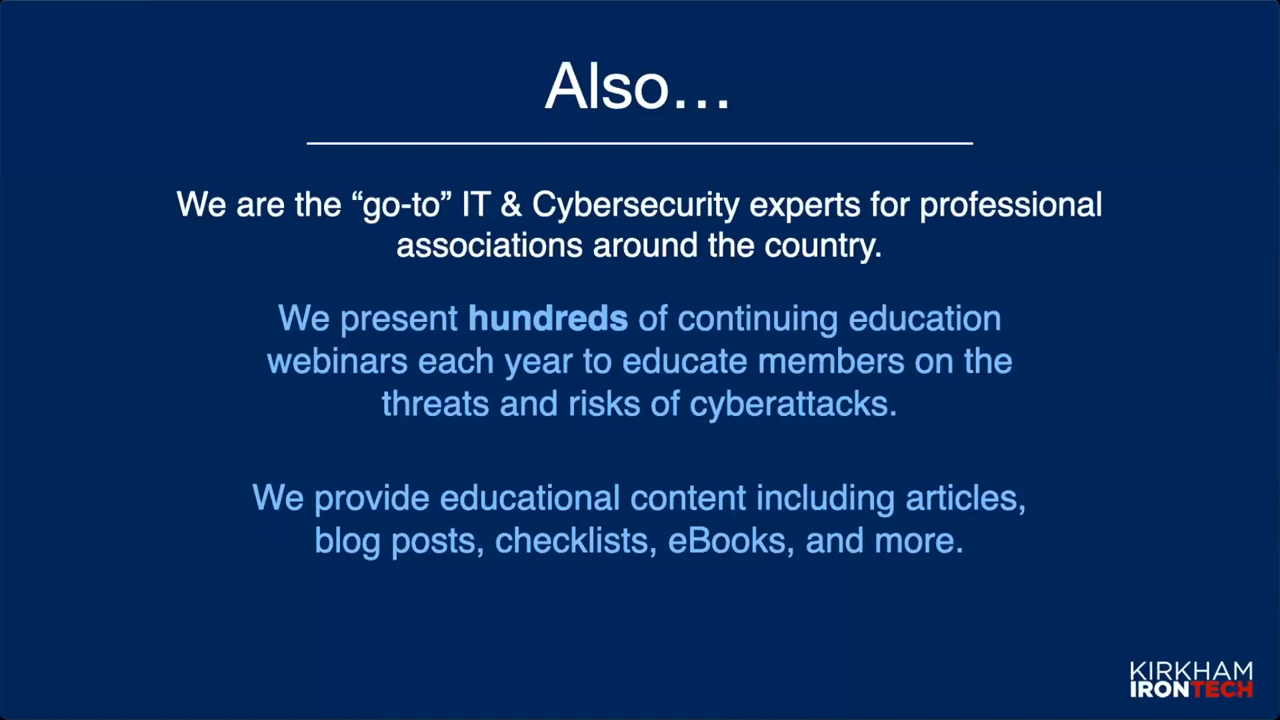 Also…
We are the “go-to” IT & Cybersecurity experts for professional
associations around the country.
We present hundreds of continuing education
webinars each year to educate members on the
threats and risks of cyberattacks.
We provide educational content including articles,
blog posts, checklists, eBooks, and more.
KIRKHAM
IRONTECH